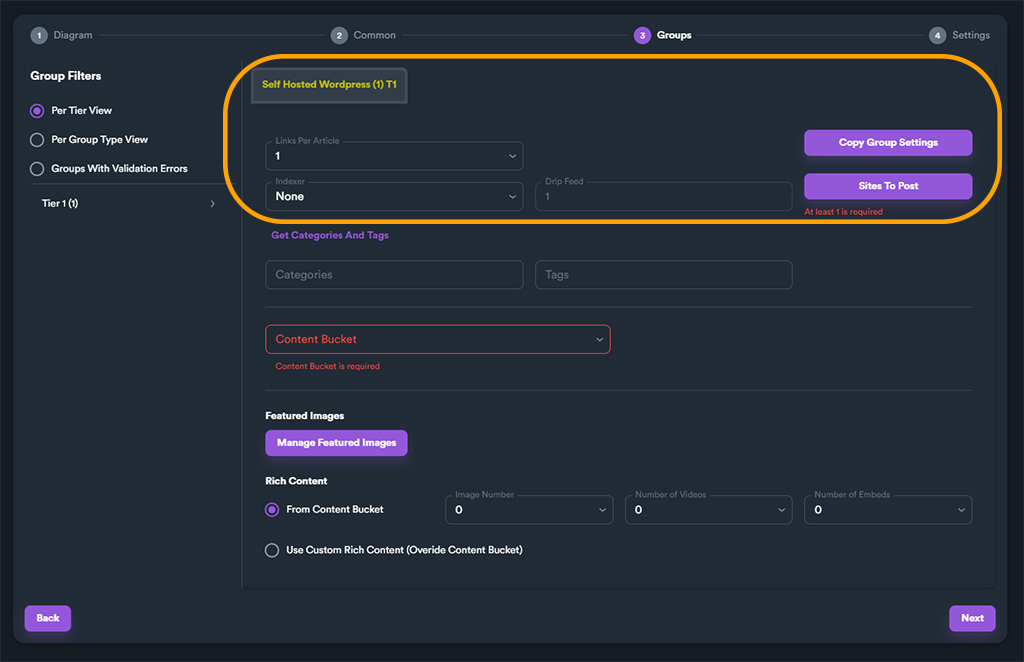 1 Diagram
2 Common
3 Groups
4 Settings
Group Filters
Per Tier View
Per Group Type View
Groups With Validation Errors
Tier 1 (1)
Self Hosted Wordpress (1) T1
Links Per Article
1
Copy Group Settings
Indexer
None
Drip Feed
1
Sites To Post
At least 1 is required
Get Categories And Tags
Categories
Tags
Content Bucket
Content Bucket is required
Featured Images
Manage Featured Images
Rich Content
From Content Bucket
Image Number
0
Number of Videos
0
Number of Embeds
0
Use Custom Rich Content (Overide Content Bucket)
Back
Next